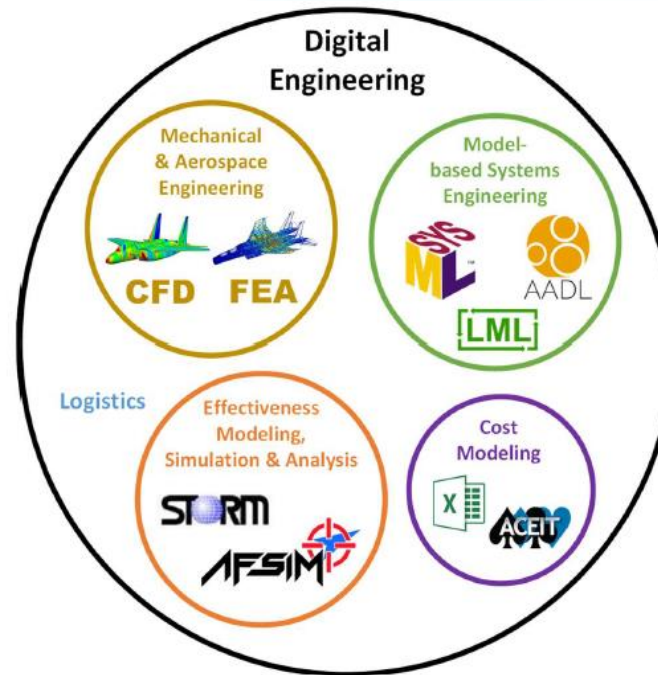 Digital
Engineering
Mechanical
& Aerospace
Engineering
CFD FEA
Model-
based Systems
Engineering
SYS
ML™
AADL
LML
Logistics
Effectiveness
Modeling,
Simulation & Analysis
STORM
AFSIM
Cost
Modeling
X
ACEIT